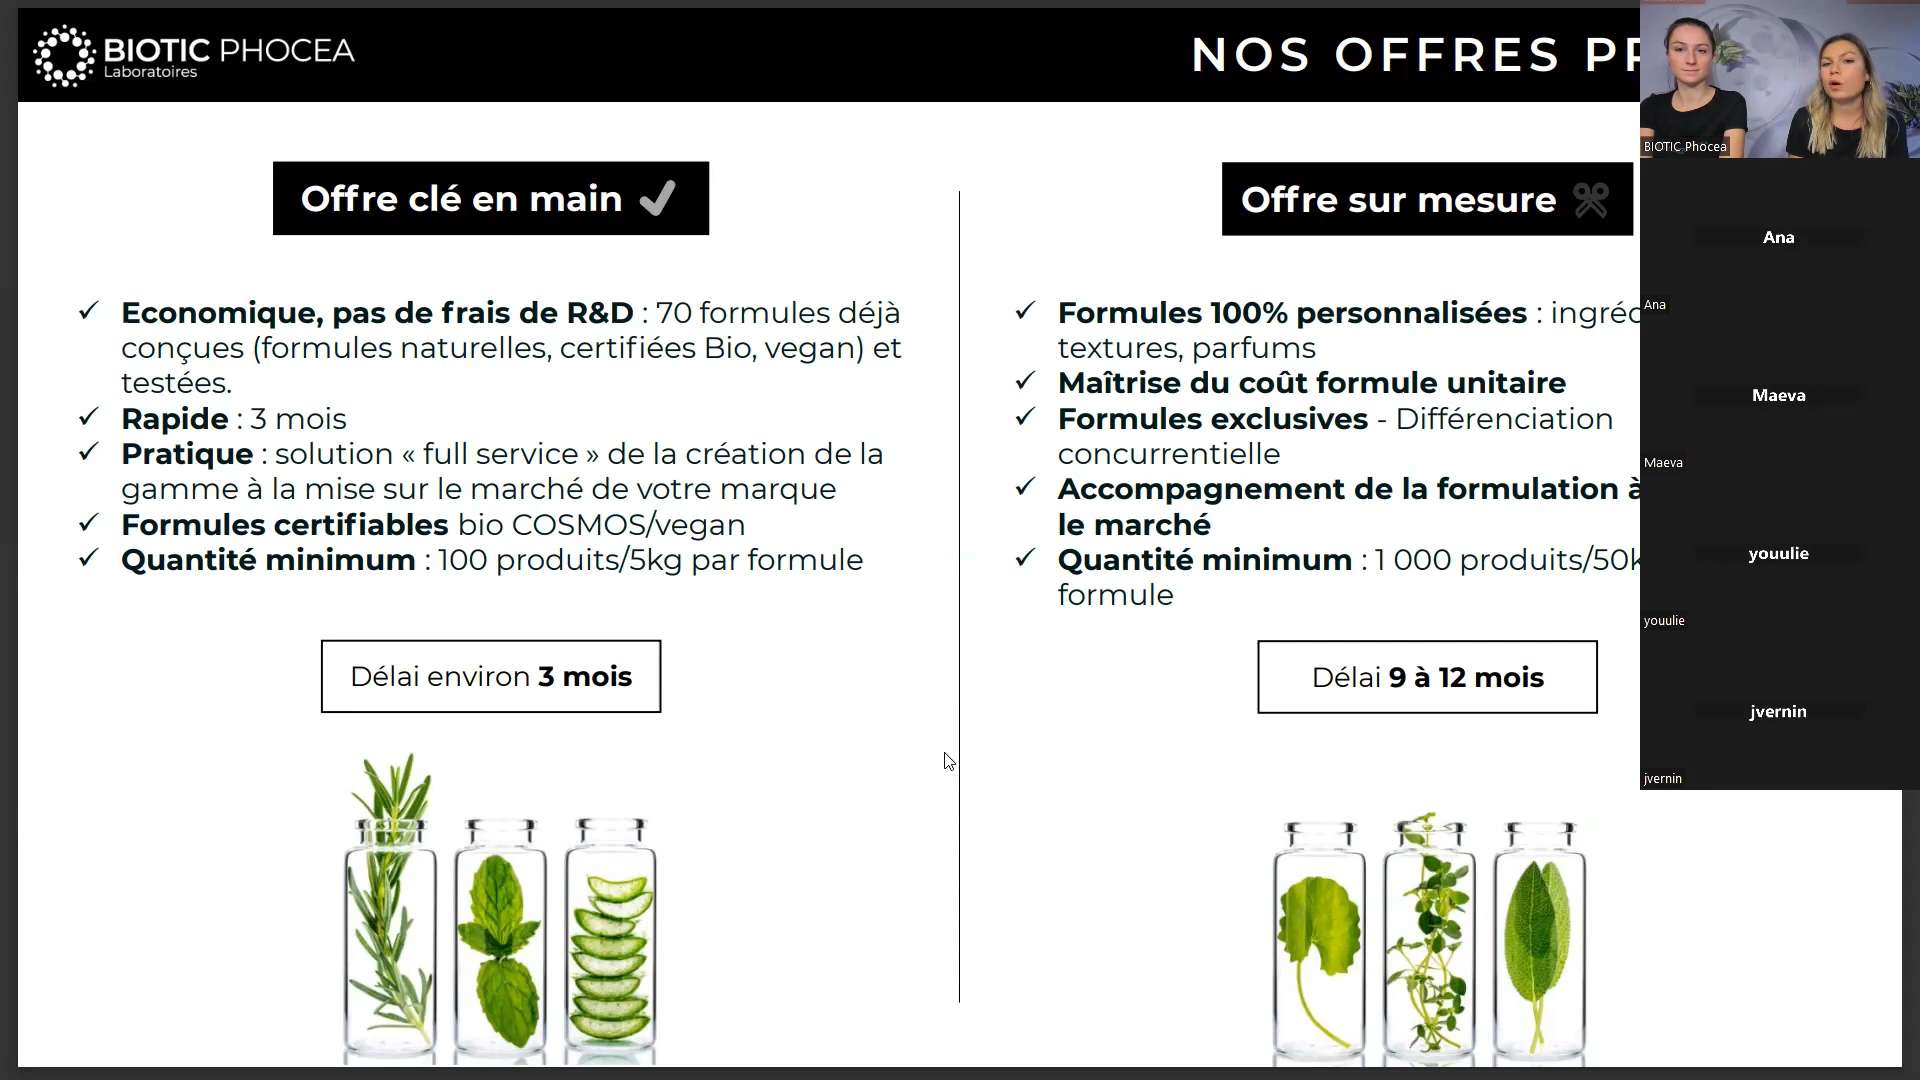 BIOTIC PHOCEA
Laboratoires
NOS OFFRES
Offre clé en main
Economique, pas de frais de R&D : 70 formules déjà
conçues (formules naturelles, certifiées Bio, vegan) et
testées.
Rapide : 3 mois
Pratique : solution « full service » de la création de la
gamme à la mise sur le marché de votre marque
Formules certifiables bio COSMOS/vegan
Quantité minimum : 100 produits/5kg par formule
Délai environ 3 mois
Offre sur mesure
Formules 100% personnalisées :
textures, parfums
Maîtrise du coût formule unitaire
Formules exclusives - Différenciation
concurrentielle
Accompagnement de la formulation à
le marché
Quantité minimum : 1 000 produits/50k
formule
Délai 9 à 12 mois
BIOTIC Phocea
Ana
Ana
Maeva
Maeva
youulie
youulie
jvernin
jvernin